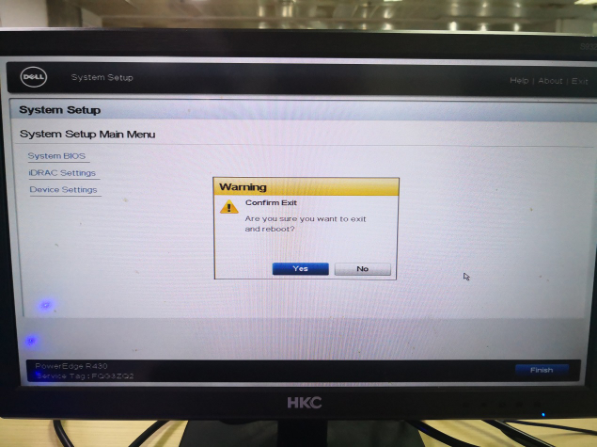 DELL
System Setup
Help | About | Exit
System Setup
System Setup Main Menu
System BIOS
iDRAC Settings
Device Settings
Warning
Confirm Exit
Are you sure you want to exit
and reboot?
Yes
No
PowerEdge R430
Service Tag:
Finish
HKC